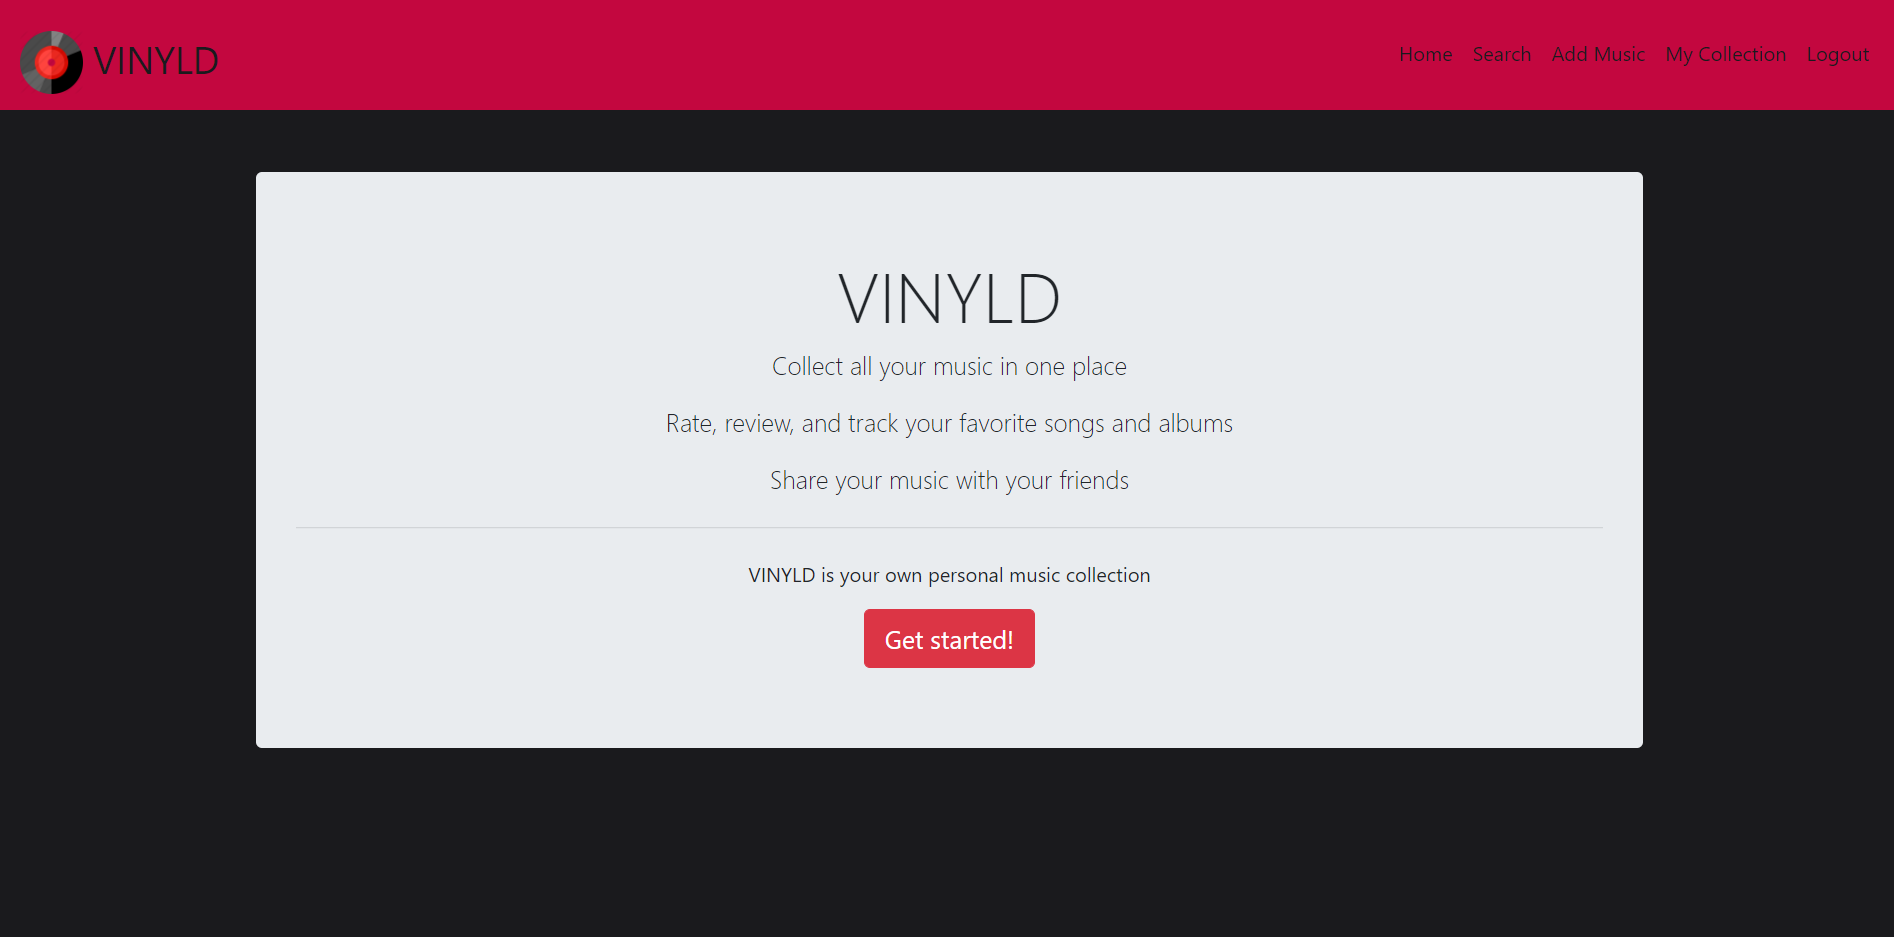 VINYLD
Home Search Add Music My Collection Logout
VINYLD
Collect all your music in one place
Rate, review, and track your favorite songs and albums
Share your music with your friends
VINYLD is your own personal music collection
Get started!